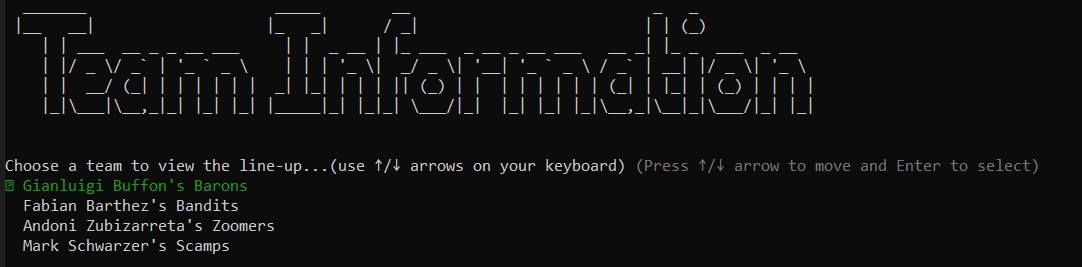 Team Information
Choose a team to view the line-up...(use ↑/↓ arrows on your keyboard) (Press ↑/↓ arrow to move and Enter to select)
Gianluigi Buffon's Barons
Fabian Barthez's Bandits
Andoni Zubizarreta's Zoomers
Mark Schwarzer's Scamps